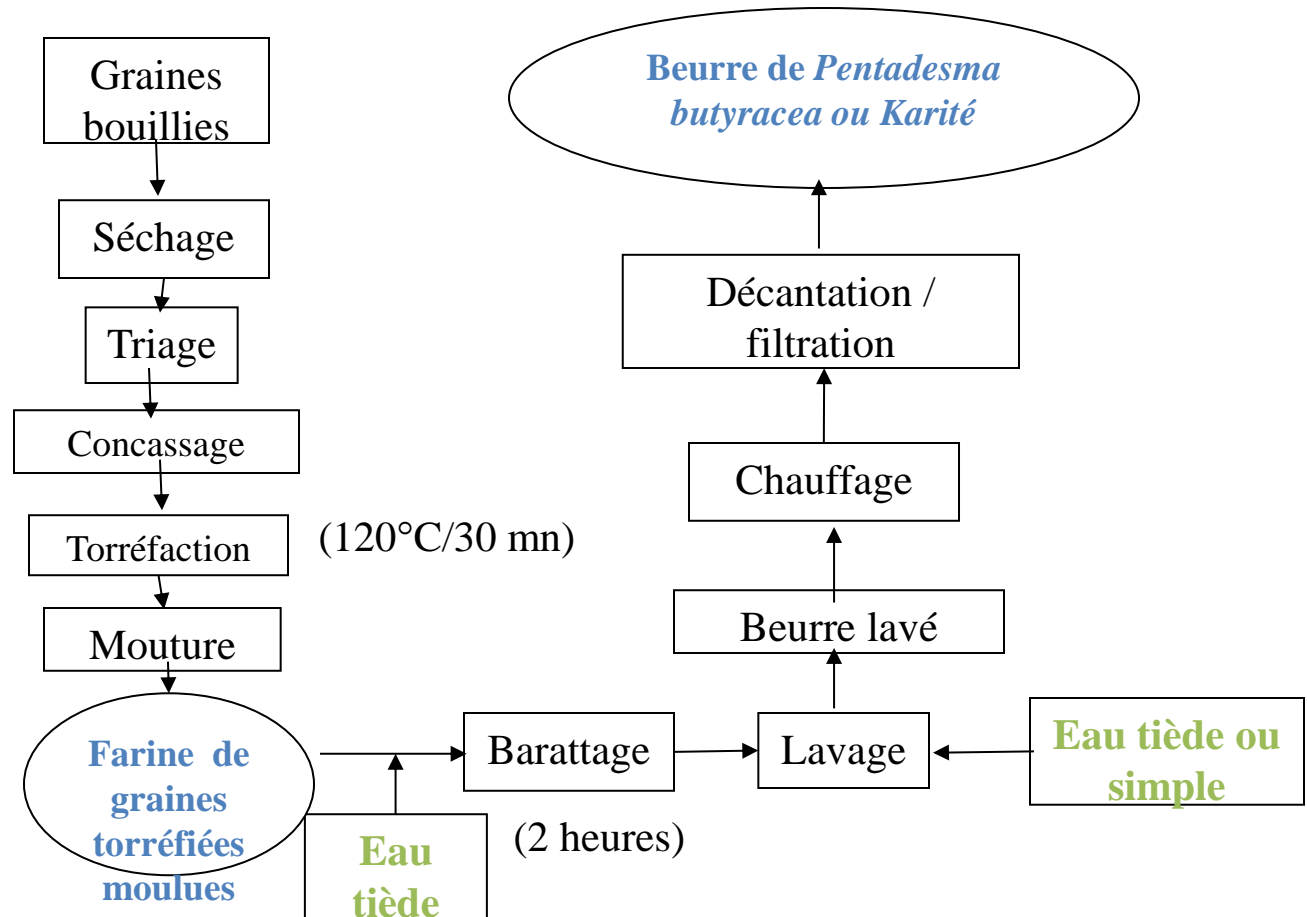 Graines
bouillies
Séchage
Triage
Concassage
Torréfaction
(120°C/30 mn)
Mouture
Farine de
graines
torréfiées
moulues
Eau
tiède
Barattage
(2 heures)
Lavage
Eau tiède ou
simple
Beurre lavé
Chauffage
Décantation /
filtration
Beurre de Pentadesma
butyracea ou Karité